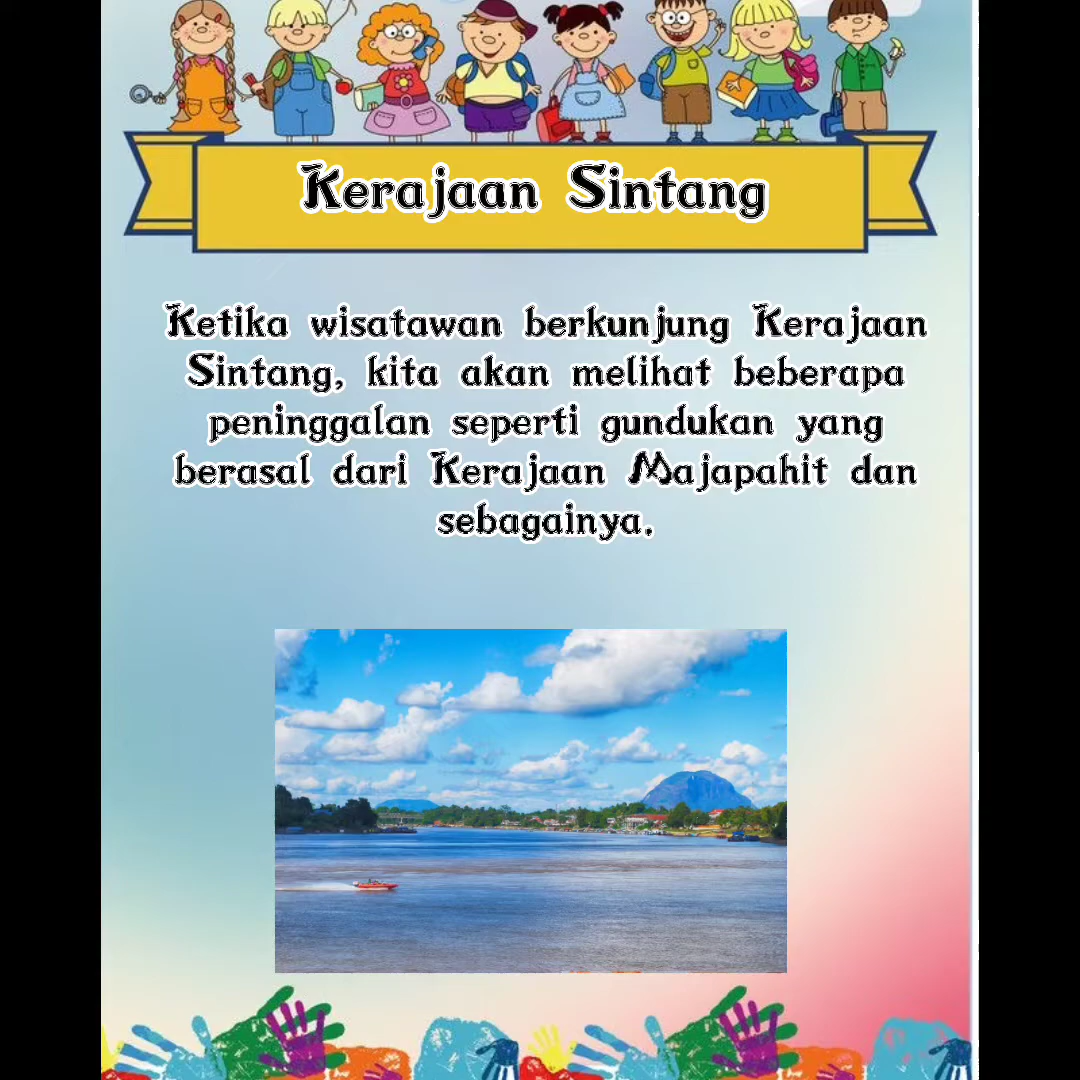 Kerajaan Sintang
Ketika wisatawan berkunjung Kerajaan
Sintang, kita akan melihat beberapa
peninggalan seperti gundukan yang
berasal dari Kerajaan Majapahit dan
sebagainya.